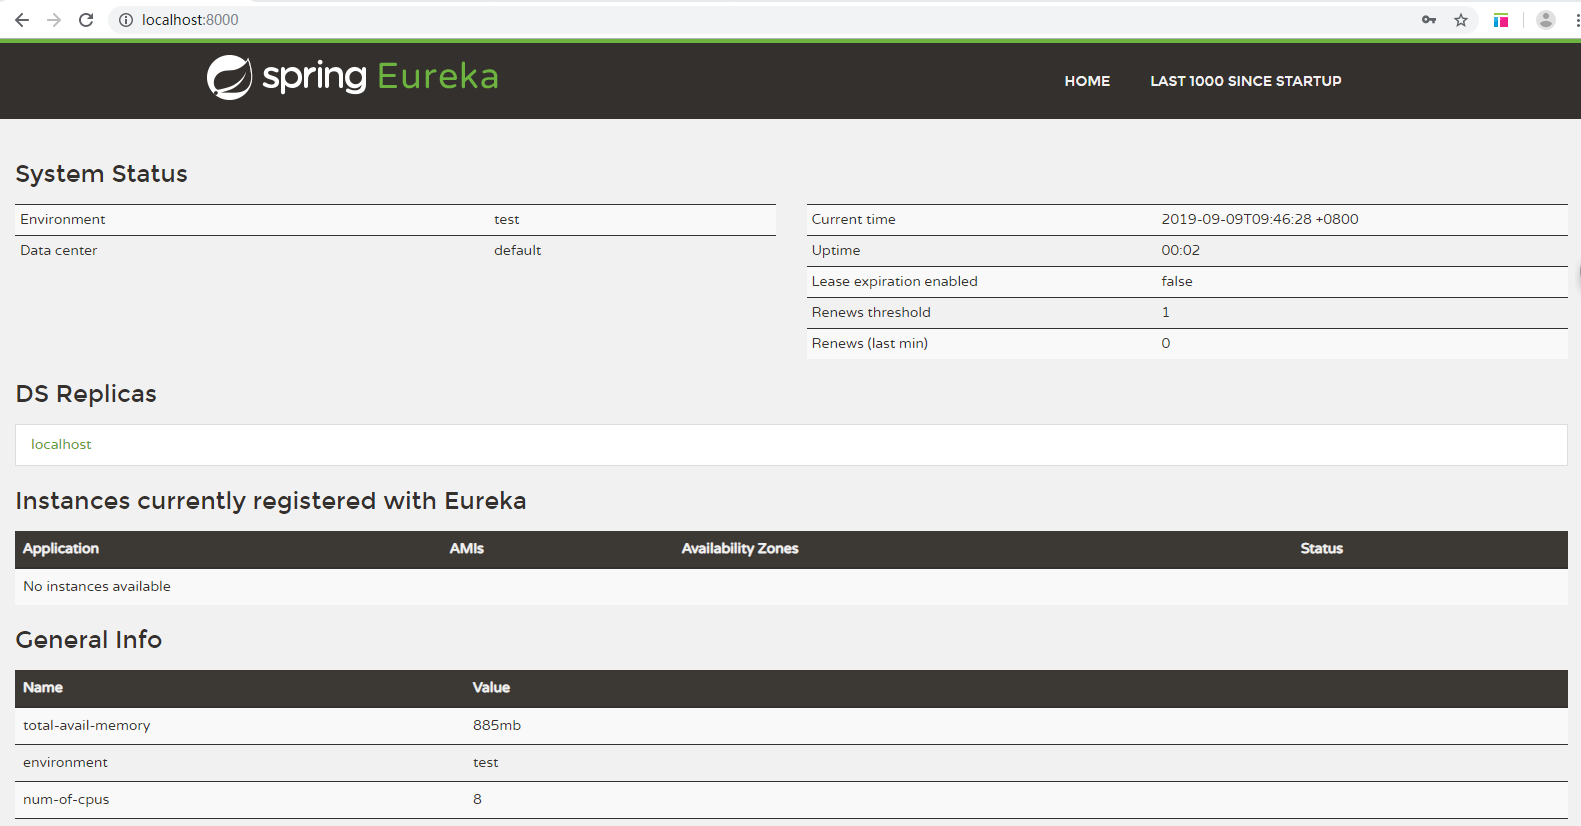 localhost:8000
spring Eureka
HOME LAST 1000 SINCE STARTUP
System Status
Environment test
Data center default
Current time 2019-09-09T09:46:28 +0800
Uptime 00:02
Lease expiration enabled false
Renews threshold 1
Renews (last min) 0
DS Replicas
localhost
Instances currently registered with Eureka
Application AMIs Availability Zones Status
No instances available
General Info
Name Value
total-avail-memory 885mb
environment test
num-of-cpus 8